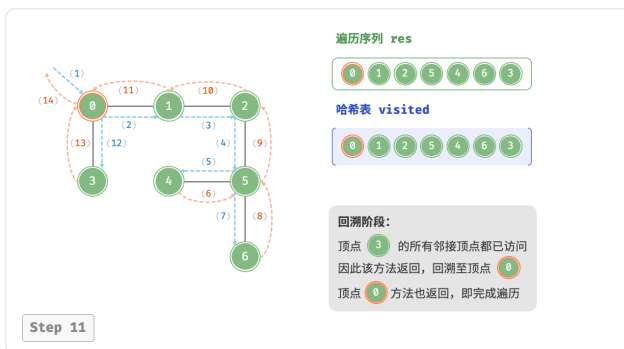 遍历序列 res
0 1 2 5 4 6 3
哈希表 visited
0 1 2 5 4 6 3
(1)
(14)
(11)
(10)
0
1
2
(2)
(3)
(13)
(12)
(4)
(9)
(5)
3
4
5
(6)
(7)
(8)
6
回溯阶段：
顶点 3 的所有邻接顶点都已访问
因此该方法返回，回溯至顶点 0
顶点 0 方法也返回，即完成遍历
Step 11